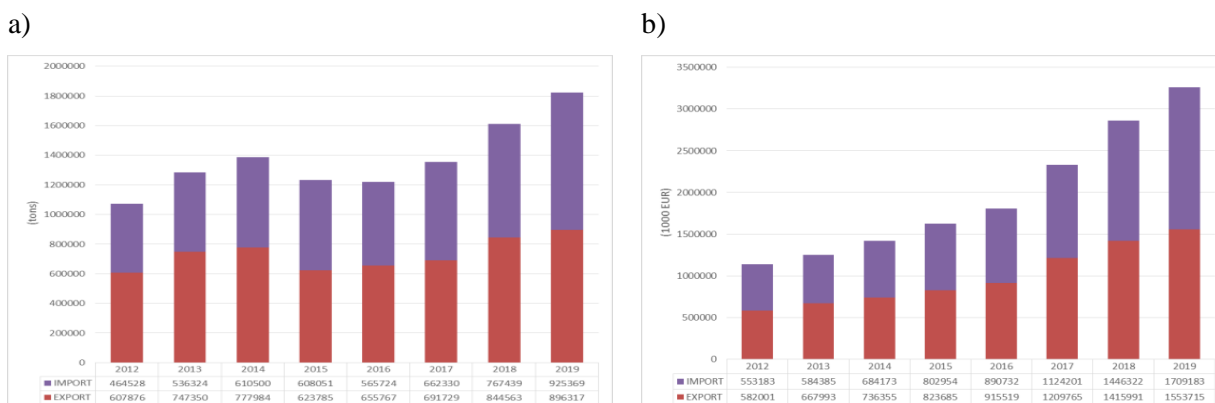 a)
b)
(tons)
2000000
1800000
1600000
1400000
1200000
1000000
800000
600000
400000
200000
0
2012 2013 2014 2015 2016 2017 2018 2019
IMPORT 464528 536324 610500 608051 565724 662330 767439 925369
EXPORT 607876 747350 777984 623785 655767 691729 844563 896317
(1000 EUR)
3500000
3000000
2500000
2000000
1500000
1000000
500000
0
2012 2013 2014 2015 2016 2017 2018 2019
IMPORT 553183 584385 684173 802954 890732 1124201 1446322 1709183
EXPORT 582001 667993 736355 823685 915519 1209765 1415991 1553715